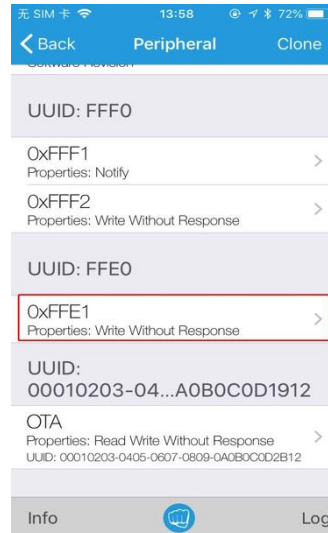 无 SIM 卡 13:58 72%
Back Peripheral Clone
Software Revision
UUID: FFF0
0xFFF1
Properties: Notify
0xFFF2
Properties: Write Without Response
UUID: FFE0
0xFFE1
Properties: Write Without Response
UUID:
00010203-04...A0B0C0D1912
OTA
Properties: Read Write Without Response
UUID: 00010203-0405-0607-0809-0A0B0C0D2B12
Info Log